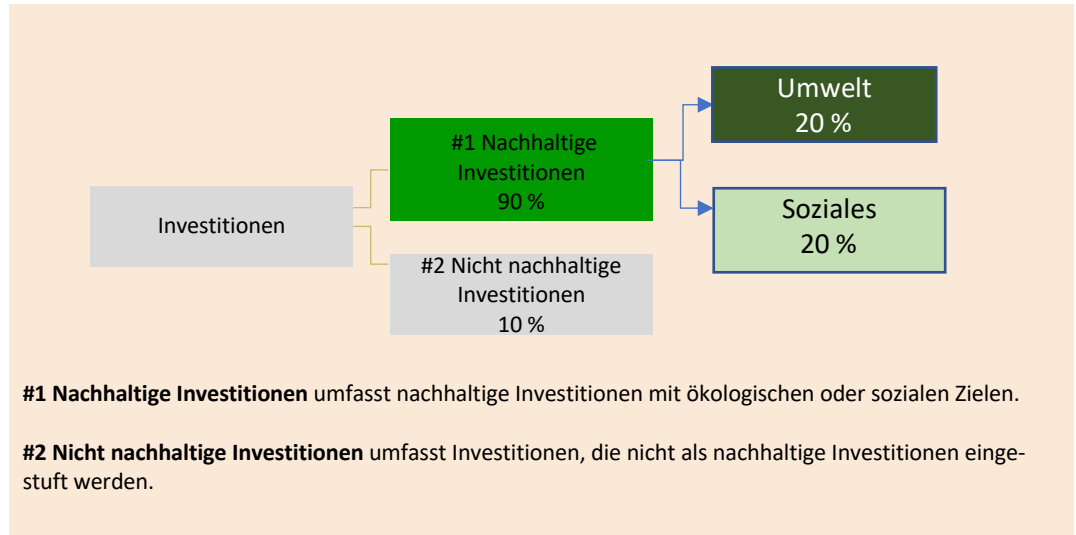 Investitionen
#1 Nachhaltige
Investitionen
90 %
#2 Nicht nachhaltige
Investitionen
10 %
Umwelt
20 %
Soziales
20 %
#1 Nachhaltige Investitionen umfasst nachhaltige Investitionen mit ökologischen oder sozialen Zielen.
#2 Nicht nachhaltige Investitionen umfasst Investitionen, die nicht als nachhaltige Investitionen einge-
stuft werden.